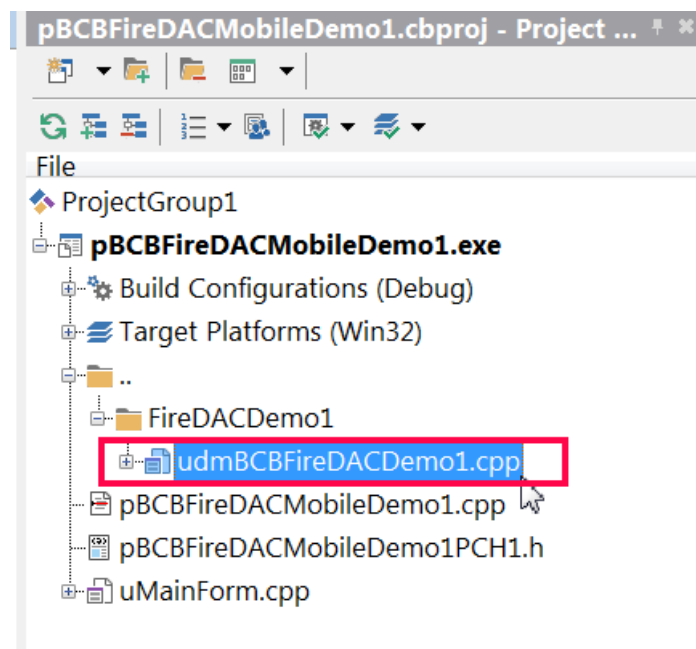 pBCBFireDACMobileDemo1.cbproj - Project ...
File
ProjectGroup1
pBCBFireDACMobileDemo1.exe
Build Configurations (Debug)
Target Platforms (Win32)
..
FireDACDemo1
udmBCBFireDACDemo1.cpp
pBCBFireDACMobileDemo1.cpp
pBCBFireDACMobileDemo1PCH1.h
uMainForm.cpp